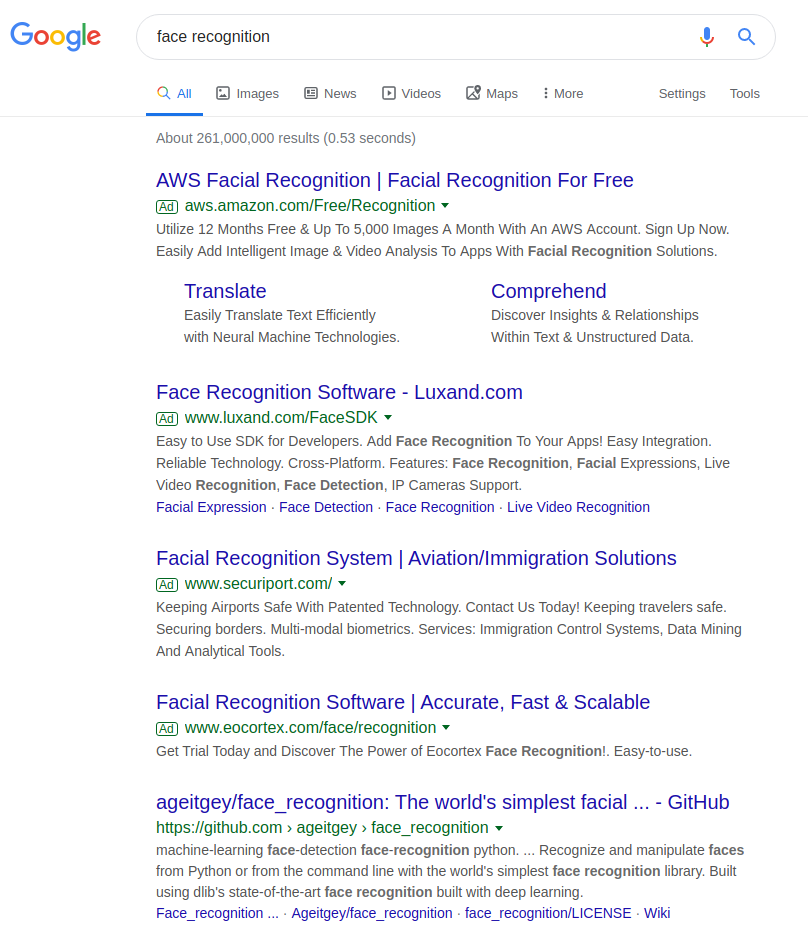 Google
face recognition
All Images News Videos Maps More Settings Tools
About 261,000,000 results (0.53 seconds)
AWS Facial Recognition | Facial Recognition For Free
Ad aws.amazon.com/Free/Recognition
Utilize 12 Months Free & Up To 5,000 Images A Month With An AWS Account. Sign Up Now.
Easily Add Intelligent Image & Video Analysis To Apps With Facial Recognition Solutions.
Translate
Easily Translate Text Efficiently
with Neural Machine Technologies.
Comprehend
Discover Insights & Relationships
Within Text & Unstructured Data.
Face Recognition Software - Luxand.com
Ad www.luxand.com/FaceSDK
Easy to Use SDK for Developers. Add Face Recognition To Your Apps! Easy Integration.
Reliable Technology. Cross-Platform. Features: Face Recognition, Facial Expressions, Live
Video Recognition, Face Detection, IP Cameras Support.
Facial Expression · Face Detection · Face Recognition · Live Video Recognition
Facial Recognition System | Aviation/Immigration Solutions
Ad www.securiport.com/
Keeping Airports Safe With Patented Technology. Contact Us Today! Keeping travelers safe.
Securing borders. Multi-modal biometrics. Services: Immigration Control Systems, Data Mining
And Analytical Tools.
Facial Recognition Software | Accurate, Fast & Scalable
Ad www.eocortex.com/face/recognition
Get Trial Today and Discover The Power of Eocortex Face Recognition!. Easy-to-use.
ageitgey/face_recognition: The world's simplest facial ... - GitHub
https://github.com › ageitgey › face_recognition
machine-learning face-detection face-recognition python. ... Recognize and manipulate faces
from Python or from the command line with the world's simplest face recognition library. Built
using dlib's state-of-the-art face recognition built with deep learning.
Face_recognition ... · Ageitgey/face_recognition · face_recognition/LICENSE · Wiki